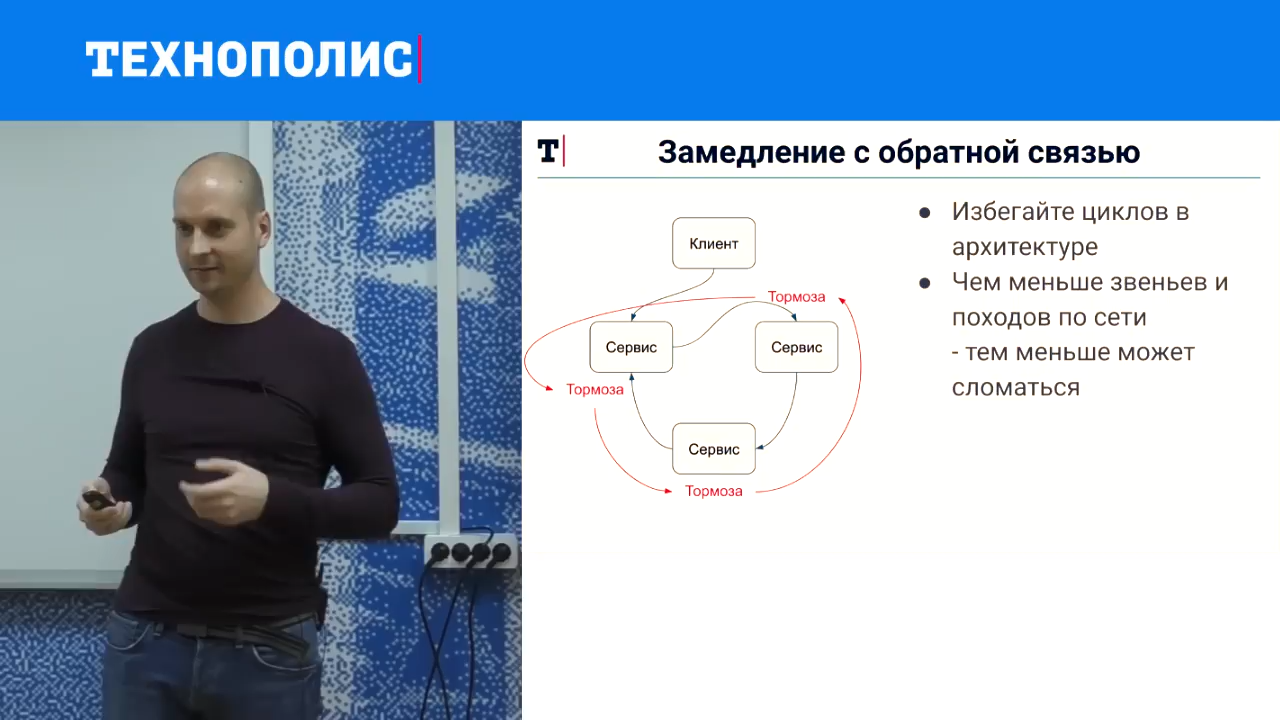 ТЕХНОПОЛИС
Т
Замедление с обратной связью
Клиент
Тормоза
Сервис
Сервис
Тормоза
Сервис
Тормоза
● Избегайте циклов в
архитектуре
● Чем меньше звеньев и
походов по сети
- тем меньше может
сломаться